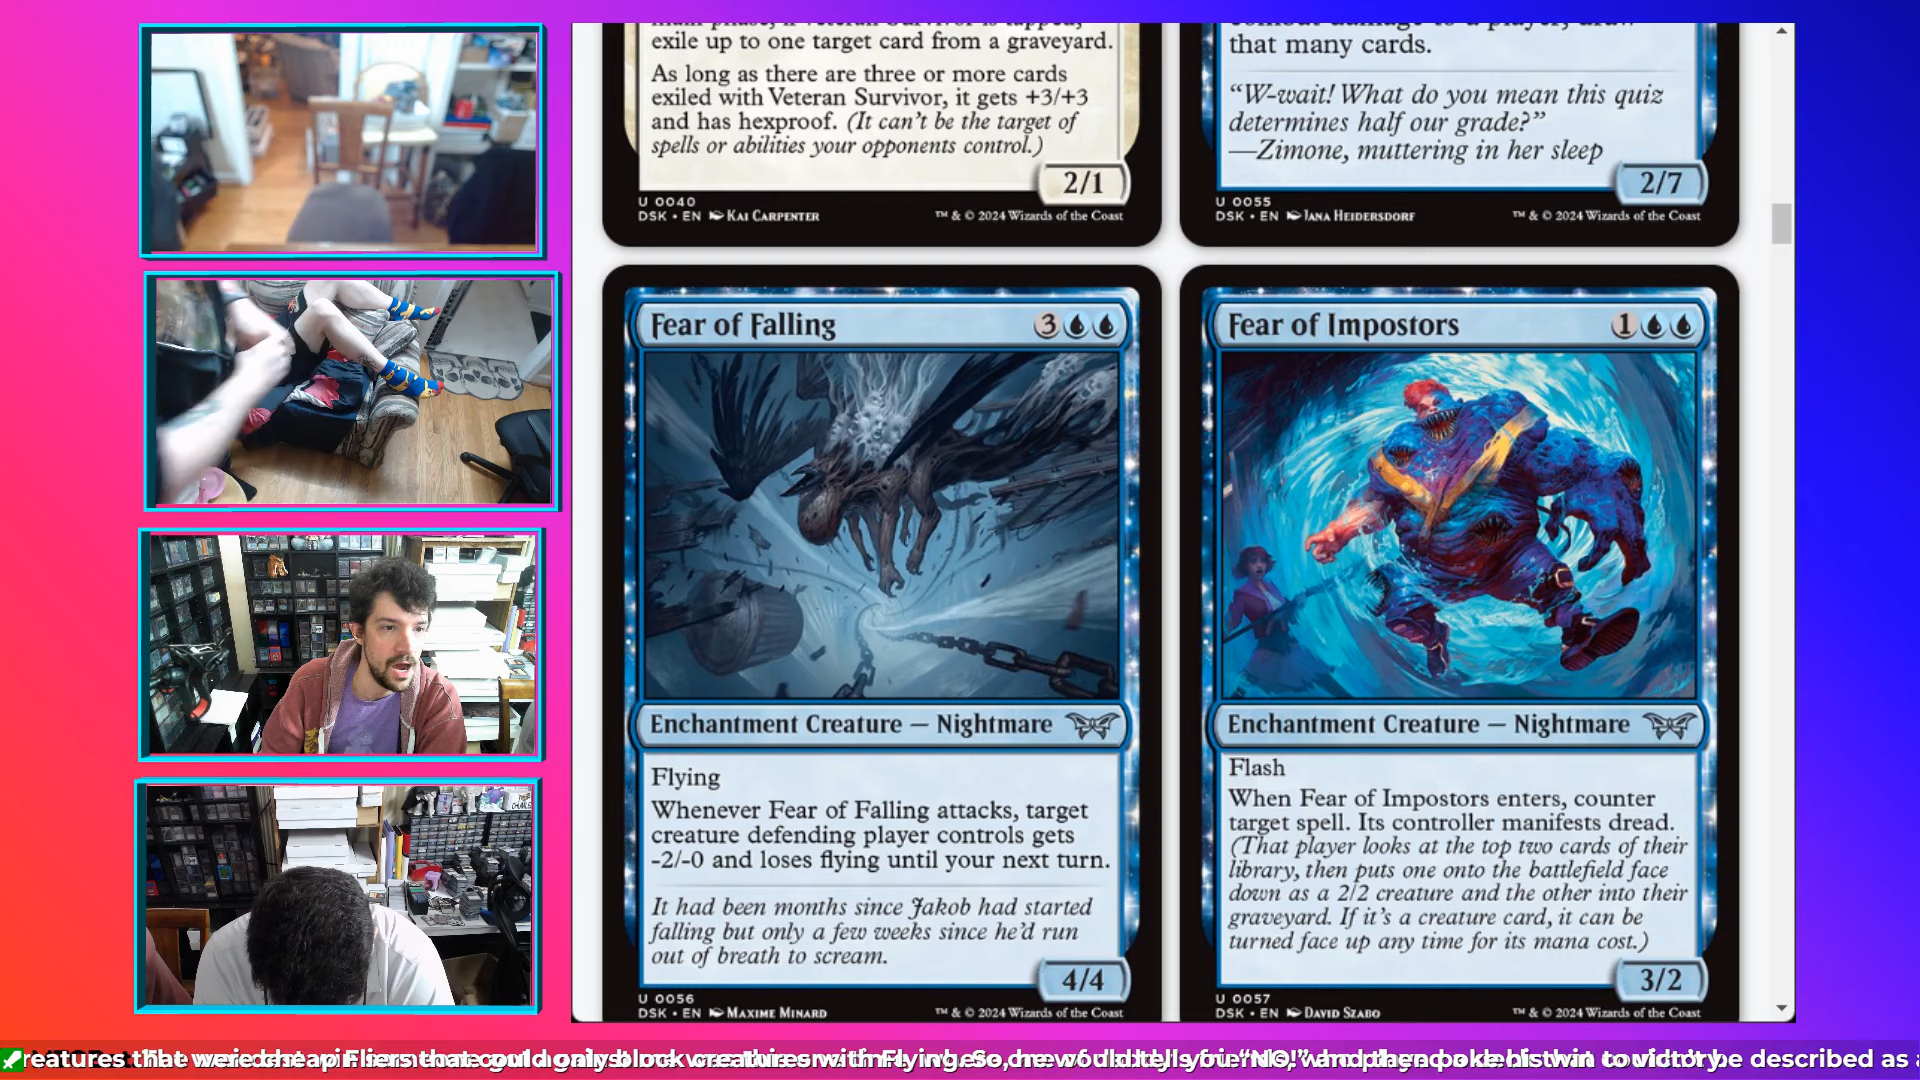 exile up to one target card from a graveyard.
As long as there are three or more cards
exiled with Veteran Survivor, it gets +3/+3
and has hexproof. (It can't be the target of
spells or abilities your opponents control.)
2/1
U 0040
DSK • EN KAI CARPENTER
™ & © 2024 Wizards of the Coast
that many cards.
"W-wait! What do you mean this quiz
determines half our grade?"
—Zimone, muttering in her sleep
2/7
U 0055
DSK • EN IANA HEIDERSDORF
™ & © 2024 Wizards of the Coast
Fear of Falling 3
Enchantment Creature — Nightmare
Flying
Whenever Fear of Falling attacks, target
creature defending player controls gets
-2/-0 and loses flying until your next turn.
It had been months since Jakob had started
falling but only a few weeks since he'd run
out of breath to scream.
4/4
U 0056
DSK • EN MAXIME MINARD
™ & © 2024 Wizards of the Coast
Fear of Impostors 1
Enchantment Creature — Nightmare
Flash
When Fear of Impostors enters, counter
target spell. Its controller manifests dread.
(That player looks at the top two cards of their
library, then puts one onto the battlefield face
down as a 2/2 creature and the other into their
graveyard. If it's a creature card, it can be
turned face up any time for its mana cost.)
3/2
U 0057
DSK • EN DAVID SZABO
™ & © 2024 Wizards of the Coast